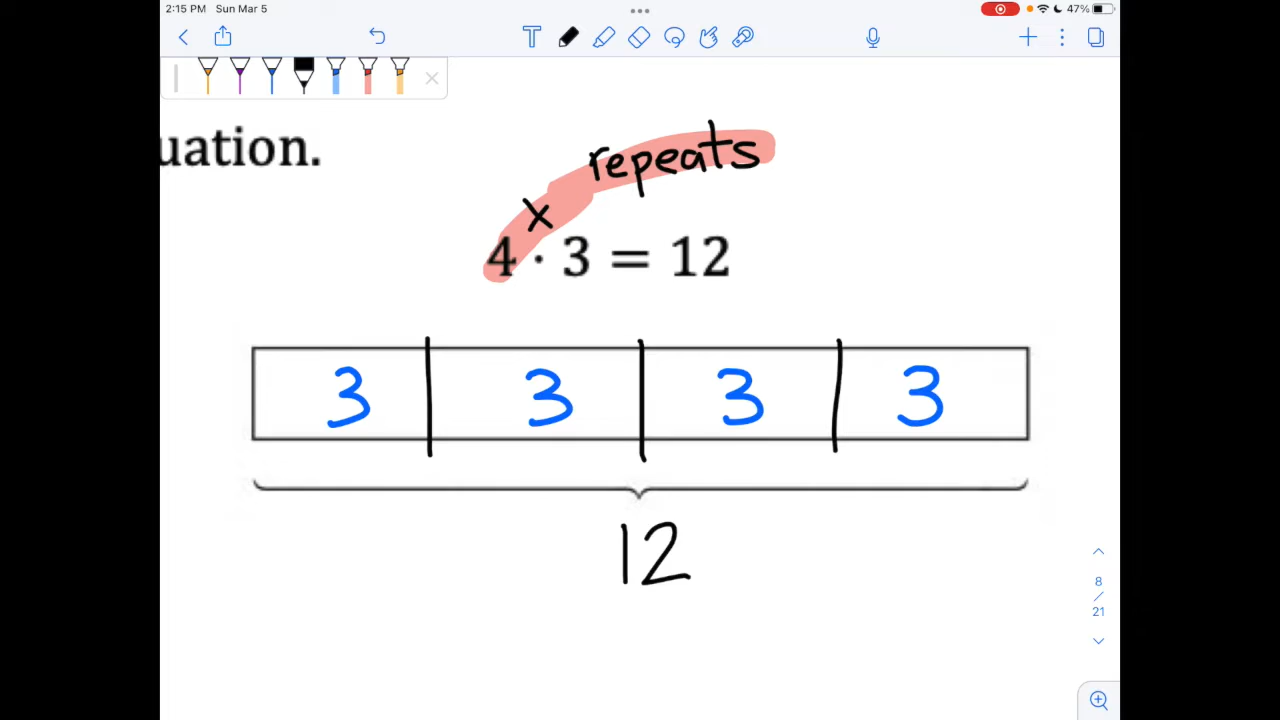 2:15 PM Sun Mar 5
47%
T
uation.
repeats
x
4 · 3 = 12
3 3 3 3
12
8
/
21